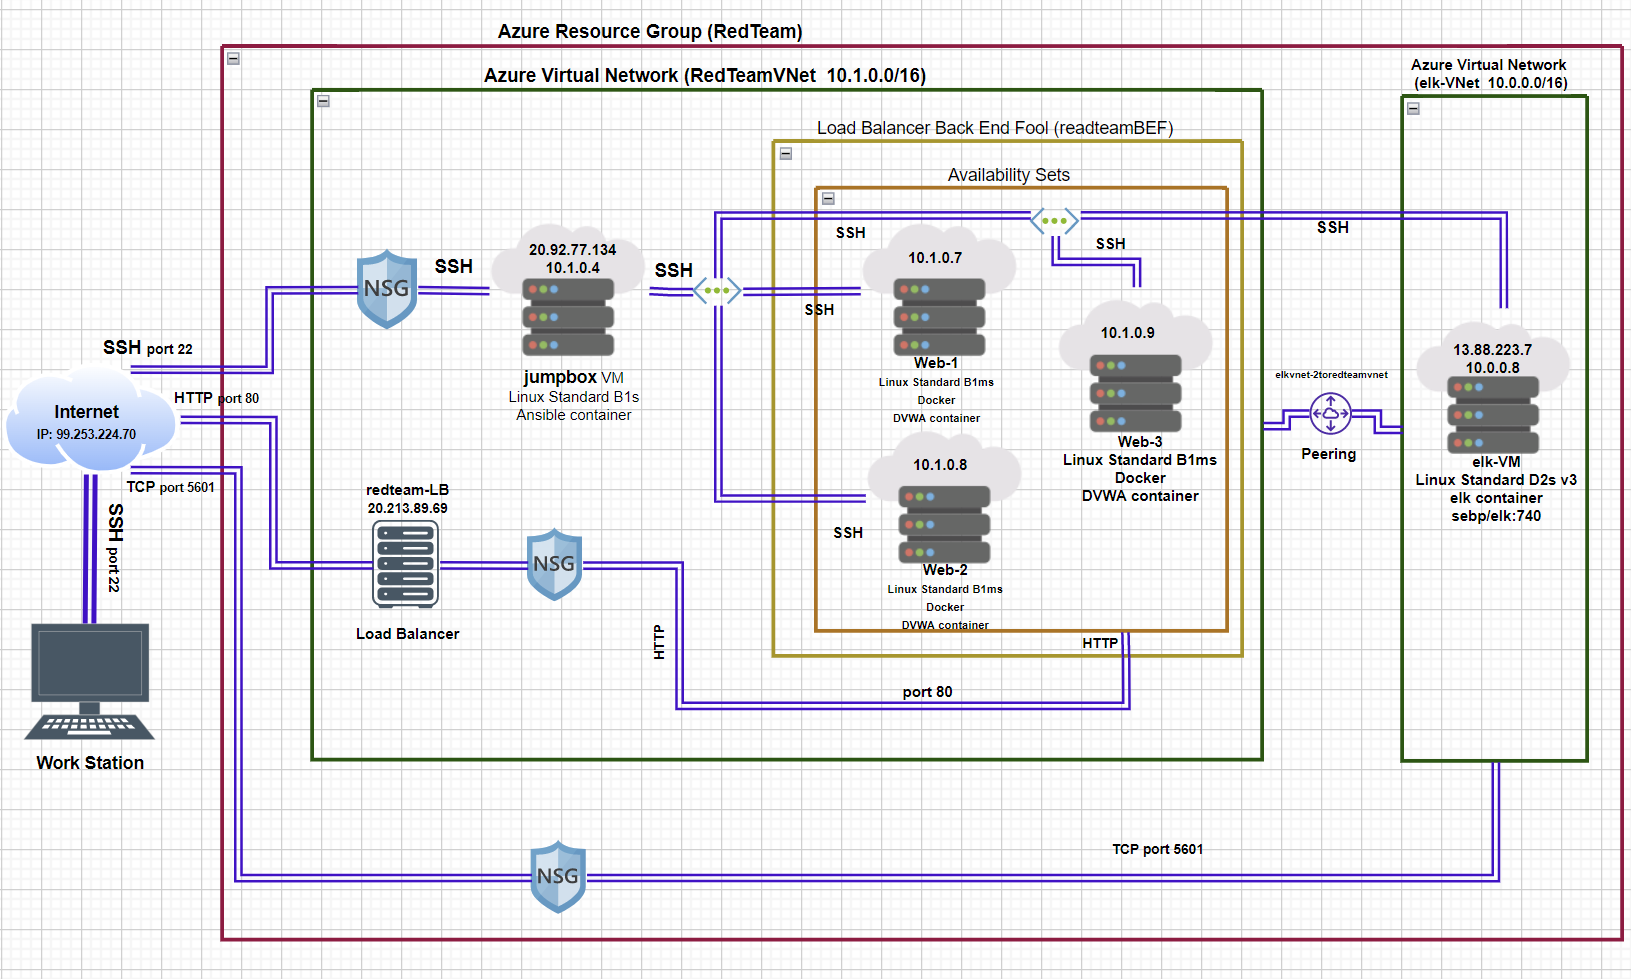 Azure Resource Group (RedTeam)
Azure Virtual Network (RedTeamVNet 10.1.0.0/16)
Azure Virtual Network
(elk-VNet 10.0.0.0/16)
Load Balancer Back End Fool (readteamBEF)
Availability Sets
SSH
SSH
SSH
20.92.77.134
10.1.0.4
10.1.0.7
SSH
SSH
NSG
SSH
jumpbox VM
Linux Standard B1s
Ansible container
Web-1
Linux Standard B1ms
Docker
DVWA container
10.1.0.9
Web-3
Linux Standard B1ms
Docker
DVWA container
13.88.223.7
10.0.0.8
elk-VM
Linux Standard D2s v3
elk container
sebp/elk:740
elkvnet-2toredteamvnet
Peering
SSH port 22
HTTP port 80
Internet
IP: 99.253.224.70
TCP port 5601
SSH port 22
redteam-LB
20.213.89.69
Load Balancer
NSG
10.1.0.8
SSH
Web-2
Linux Standard B1ms
Docker
DVWA container
HTTP
HTTP
port 80
Work Station
TCP port 5601
NSG